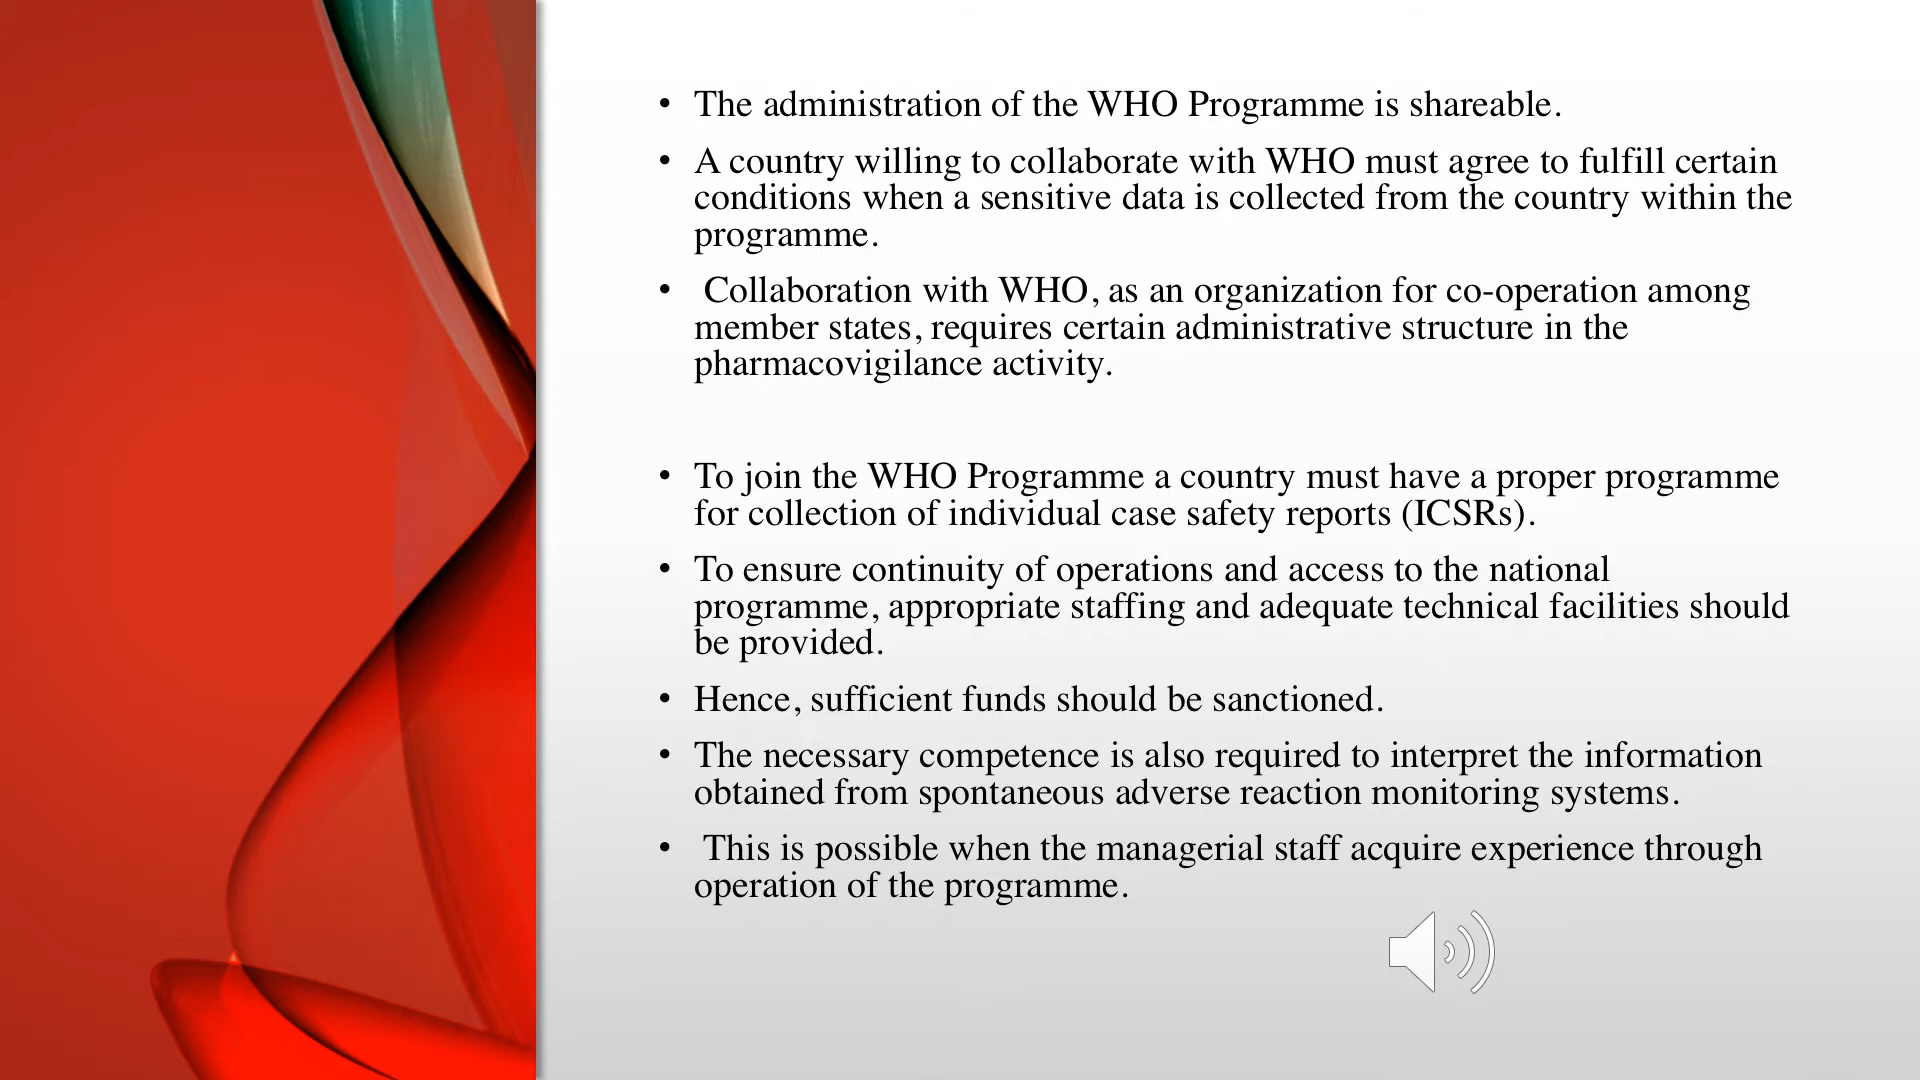 • The administration of the WHO Programme is shareable.
• A country willing to collaborate with WHO must agree to fulfill certain
conditions when a sensitive data is collected from the country within the
programme.
• Collaboration with WHO, as an organization for co-operation among
member states, requires certain administrative structure in the
pharmacovigilance activity.
• To join the WHO Programme a country must have a proper programme
for collection of individual case safety reports (ICSRs).
• To ensure continuity of operations and access to the national
programme, appropriate staffing and adequate technical facilities should
be provided.
• Hence, sufficient funds should be sanctioned.
• The necessary competence is also required to interpret the information
obtained from spontaneous adverse reaction monitoring systems.
• This is possible when the managerial staff acquire experience through
operation of the programme.